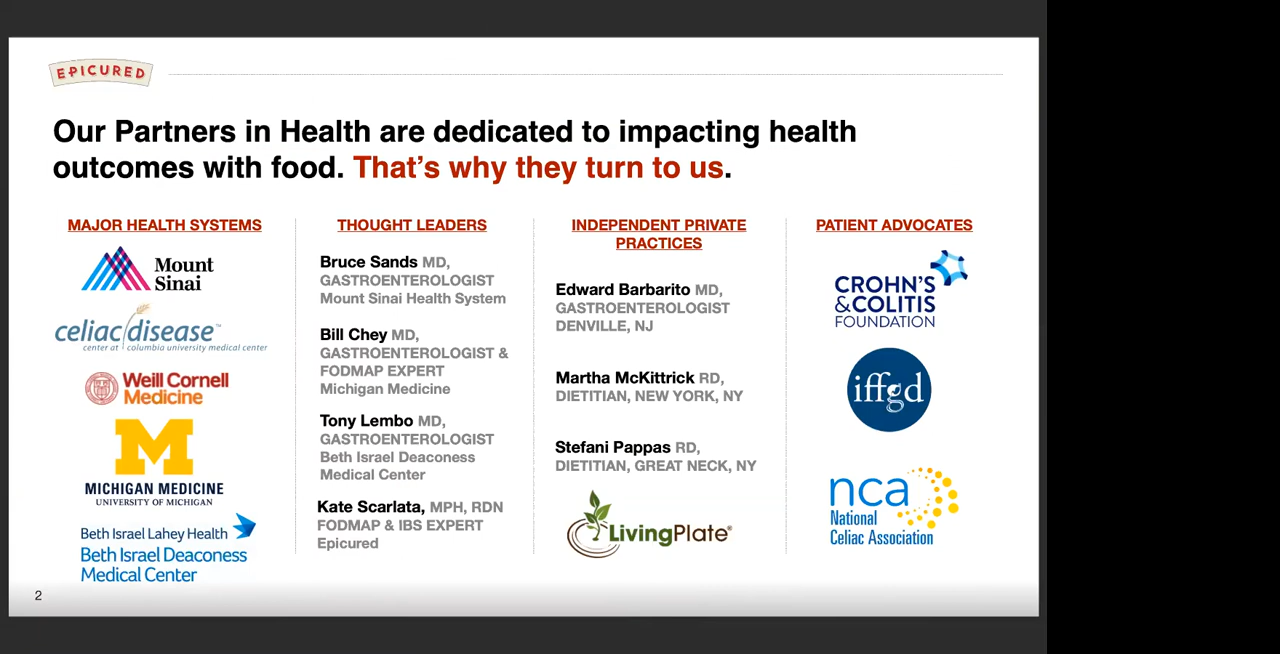 EPICURED
Our Partners in Health are dedicated to impacting health
outcomes with food. That's why they turn to us.
MAJOR HEALTH SYSTEMS
Mount
Sinai
celiac disease™
center at columbia university medical center
Weill Cornell
Medicine
M
MICHIGAN MEDICINE
UNIVERSITY OF MICHIGAN
Beth Israel Lahey Health
Beth Israel Deaconess
Medical Center
THOUGHT LEADERS
Bruce Sands MD,
GASTROENTEROLOGIST
Mount Sinai Health System
Bill Chey MD,
GASTROENTEROLOGIST &
FODMAP EXPERT
Michigan Medicine
Tony Lembo MD,
GASTROENTEROLOGIST
Beth Israel Deaconess
Medical Center
Kate Scarlata, MPH, RDN
FODMAP & IBS EXPERT
Epicured
INDEPENDENT PRIVATE
PRACTICES
Edward Barbarito MD,
GASTROENTEROLOGIST
DENVILLE, NJ
Martha McKittrick RD,
DIETITIAN, NEW YORK, NY
Stefani Pappas RD,
DIETITIAN, GREAT NECK, NY
LivingPlate®
PATIENT ADVOCATES
CROHN'S
&COLITIS
FOUNDATION
iffgd
nca
National
Celiac Association
2